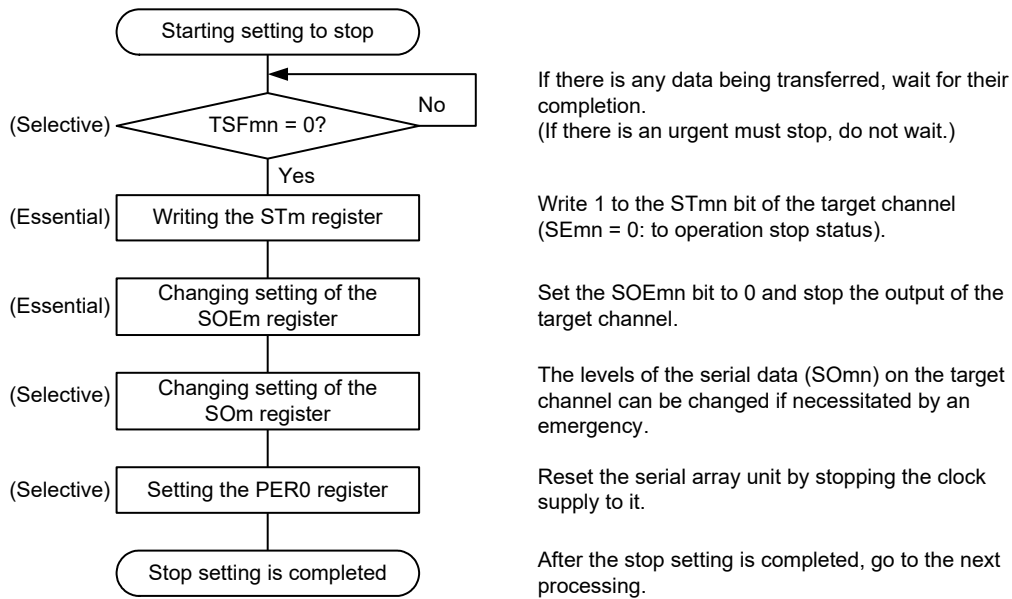 Starting setting to stop
If there is any data being transferred, wait for their
completion.
(If there is an urgent must stop, do not wait.)
No
(Selective)
TSFmn = 0?
Yes
(Essential)
Writing the STm register
Write 1 to the STmn bit of the target channel
(SEmn = 0: to operation stop status).
(Essential)
Changing setting of the
SOEm register
Set the SOEmn bit to 0 and stop the output of the
target channel.
(Selective)
Changing setting of the
SOm register
The levels of the serial data (SOmn) on the target
channel can be changed if necessitated by an
emergency.
(Selective)
Setting the PER0 register
Reset the serial array unit by stopping the clock
supply to it.
Stop setting is completed
After the stop setting is completed, go to the next
processing.